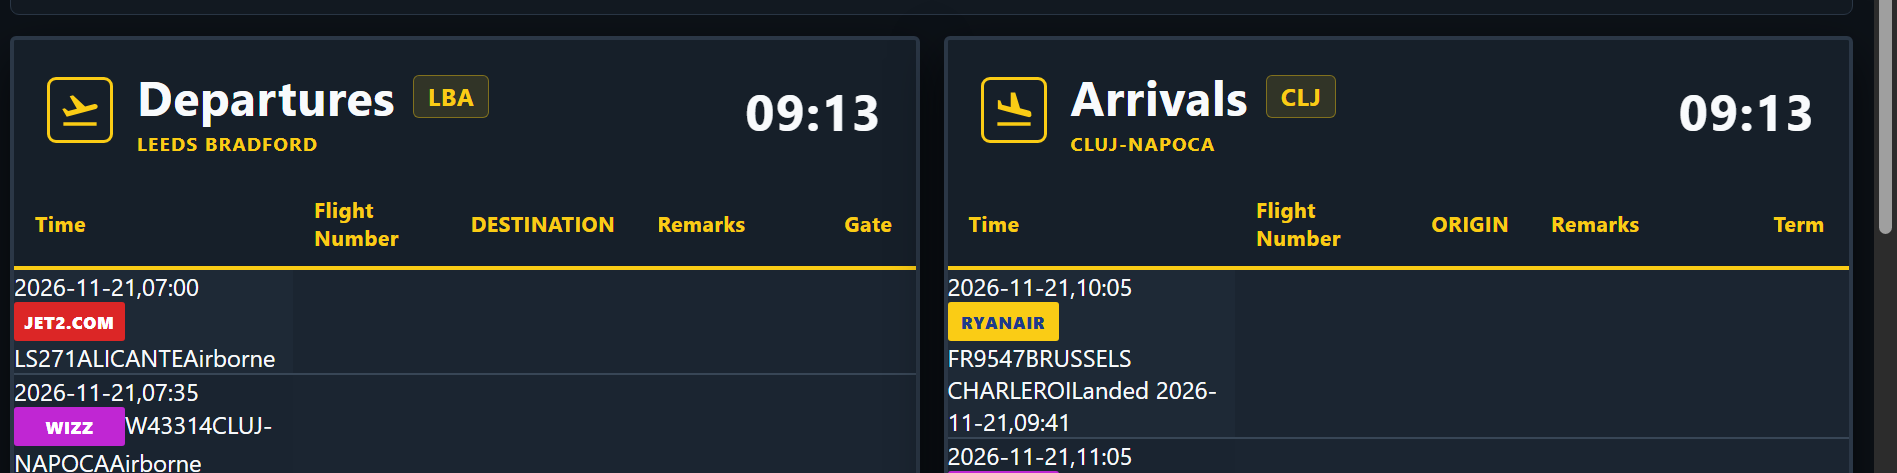 Departures LBA
LEEDS BRADFORD
09:13
Time Flight Number DESTINATION Remarks Gate
2026-11-21,07:00
JET2.COM
LS271ALICANTEAirborne
2026-11-21,07:35
WIZZ W43314CLUJ-
NAPOCAAirborne
Arrivals CLJ
CLUJ-NAPOCA
09:13
Time Flight Number ORIGIN Remarks Term
2026-11-21,10:05
RYANAIR
FR9547BRUSSELS
CHARLEROILanded 2026-
11-21,09:41
2026-11-21,11:05